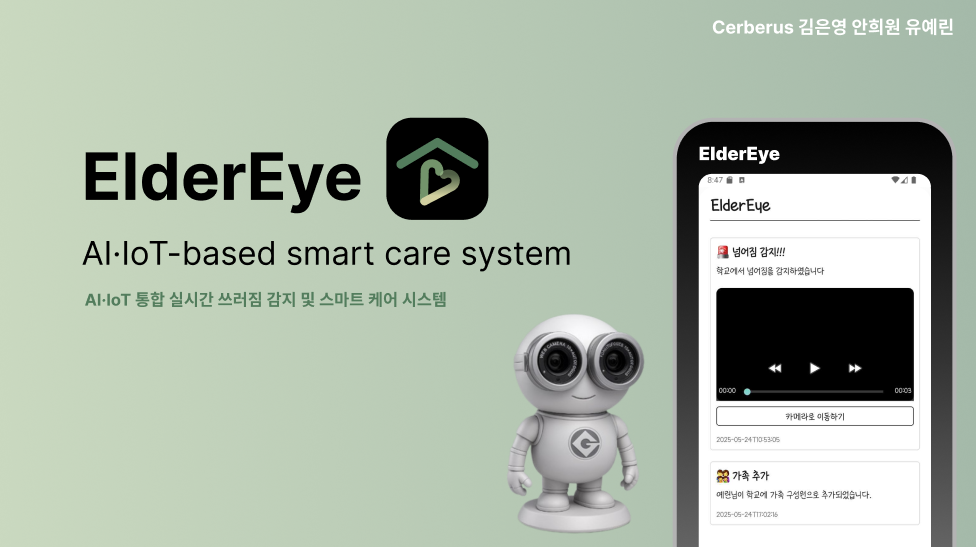 Cerberus 김은영 안희원 유예린
ElderEye
AI·IoT-based smart care system
AI·IoT 통합 실시간 쓰러짐 감지 및 스마트 케어 시스템
ElderEye
8:47
ElderEye
🚨 넘어짐 감지!!!
학교에서 넘어짐을 감지하였습니다
00:00
00:03
카메라로 이동하기
2025-05-24T10:53:05
👨‍👩‍👧 가족 추가
예린님이 학교에 가족 구성원으로 추가되었습니다.
2025-05-24T11:02:16